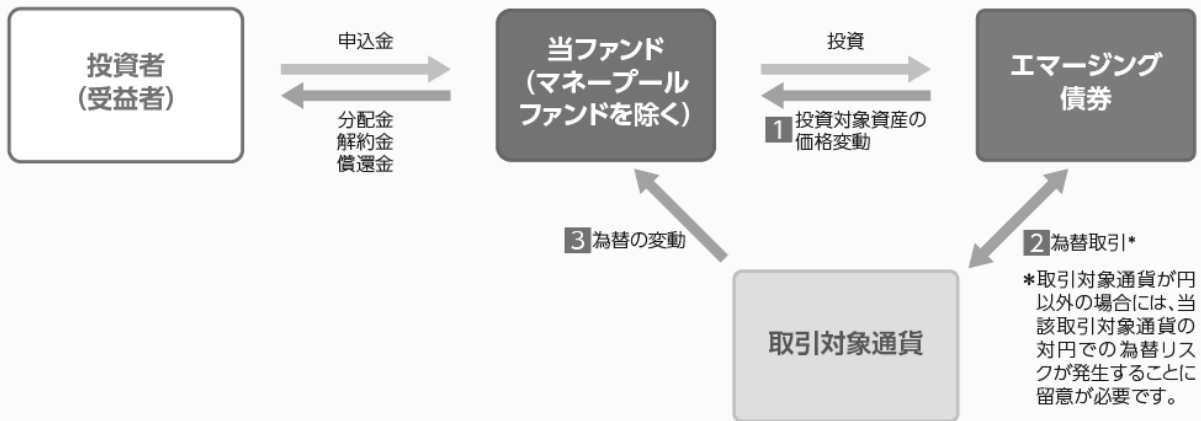 投資者
（受益者）
申込金
分配金
解約金
償還金
当ファンド
（マネープール
ファンドを除く）
投資
1 投資対象資産の
価格変動
エマージング
債券
3 為替の変動
2 為替取引*
*取引対象通貨が円
以外の場合には、当
該取引対象通貨の
対円での為替リス
クが発生することに
留意が必要です。
取引対象通貨